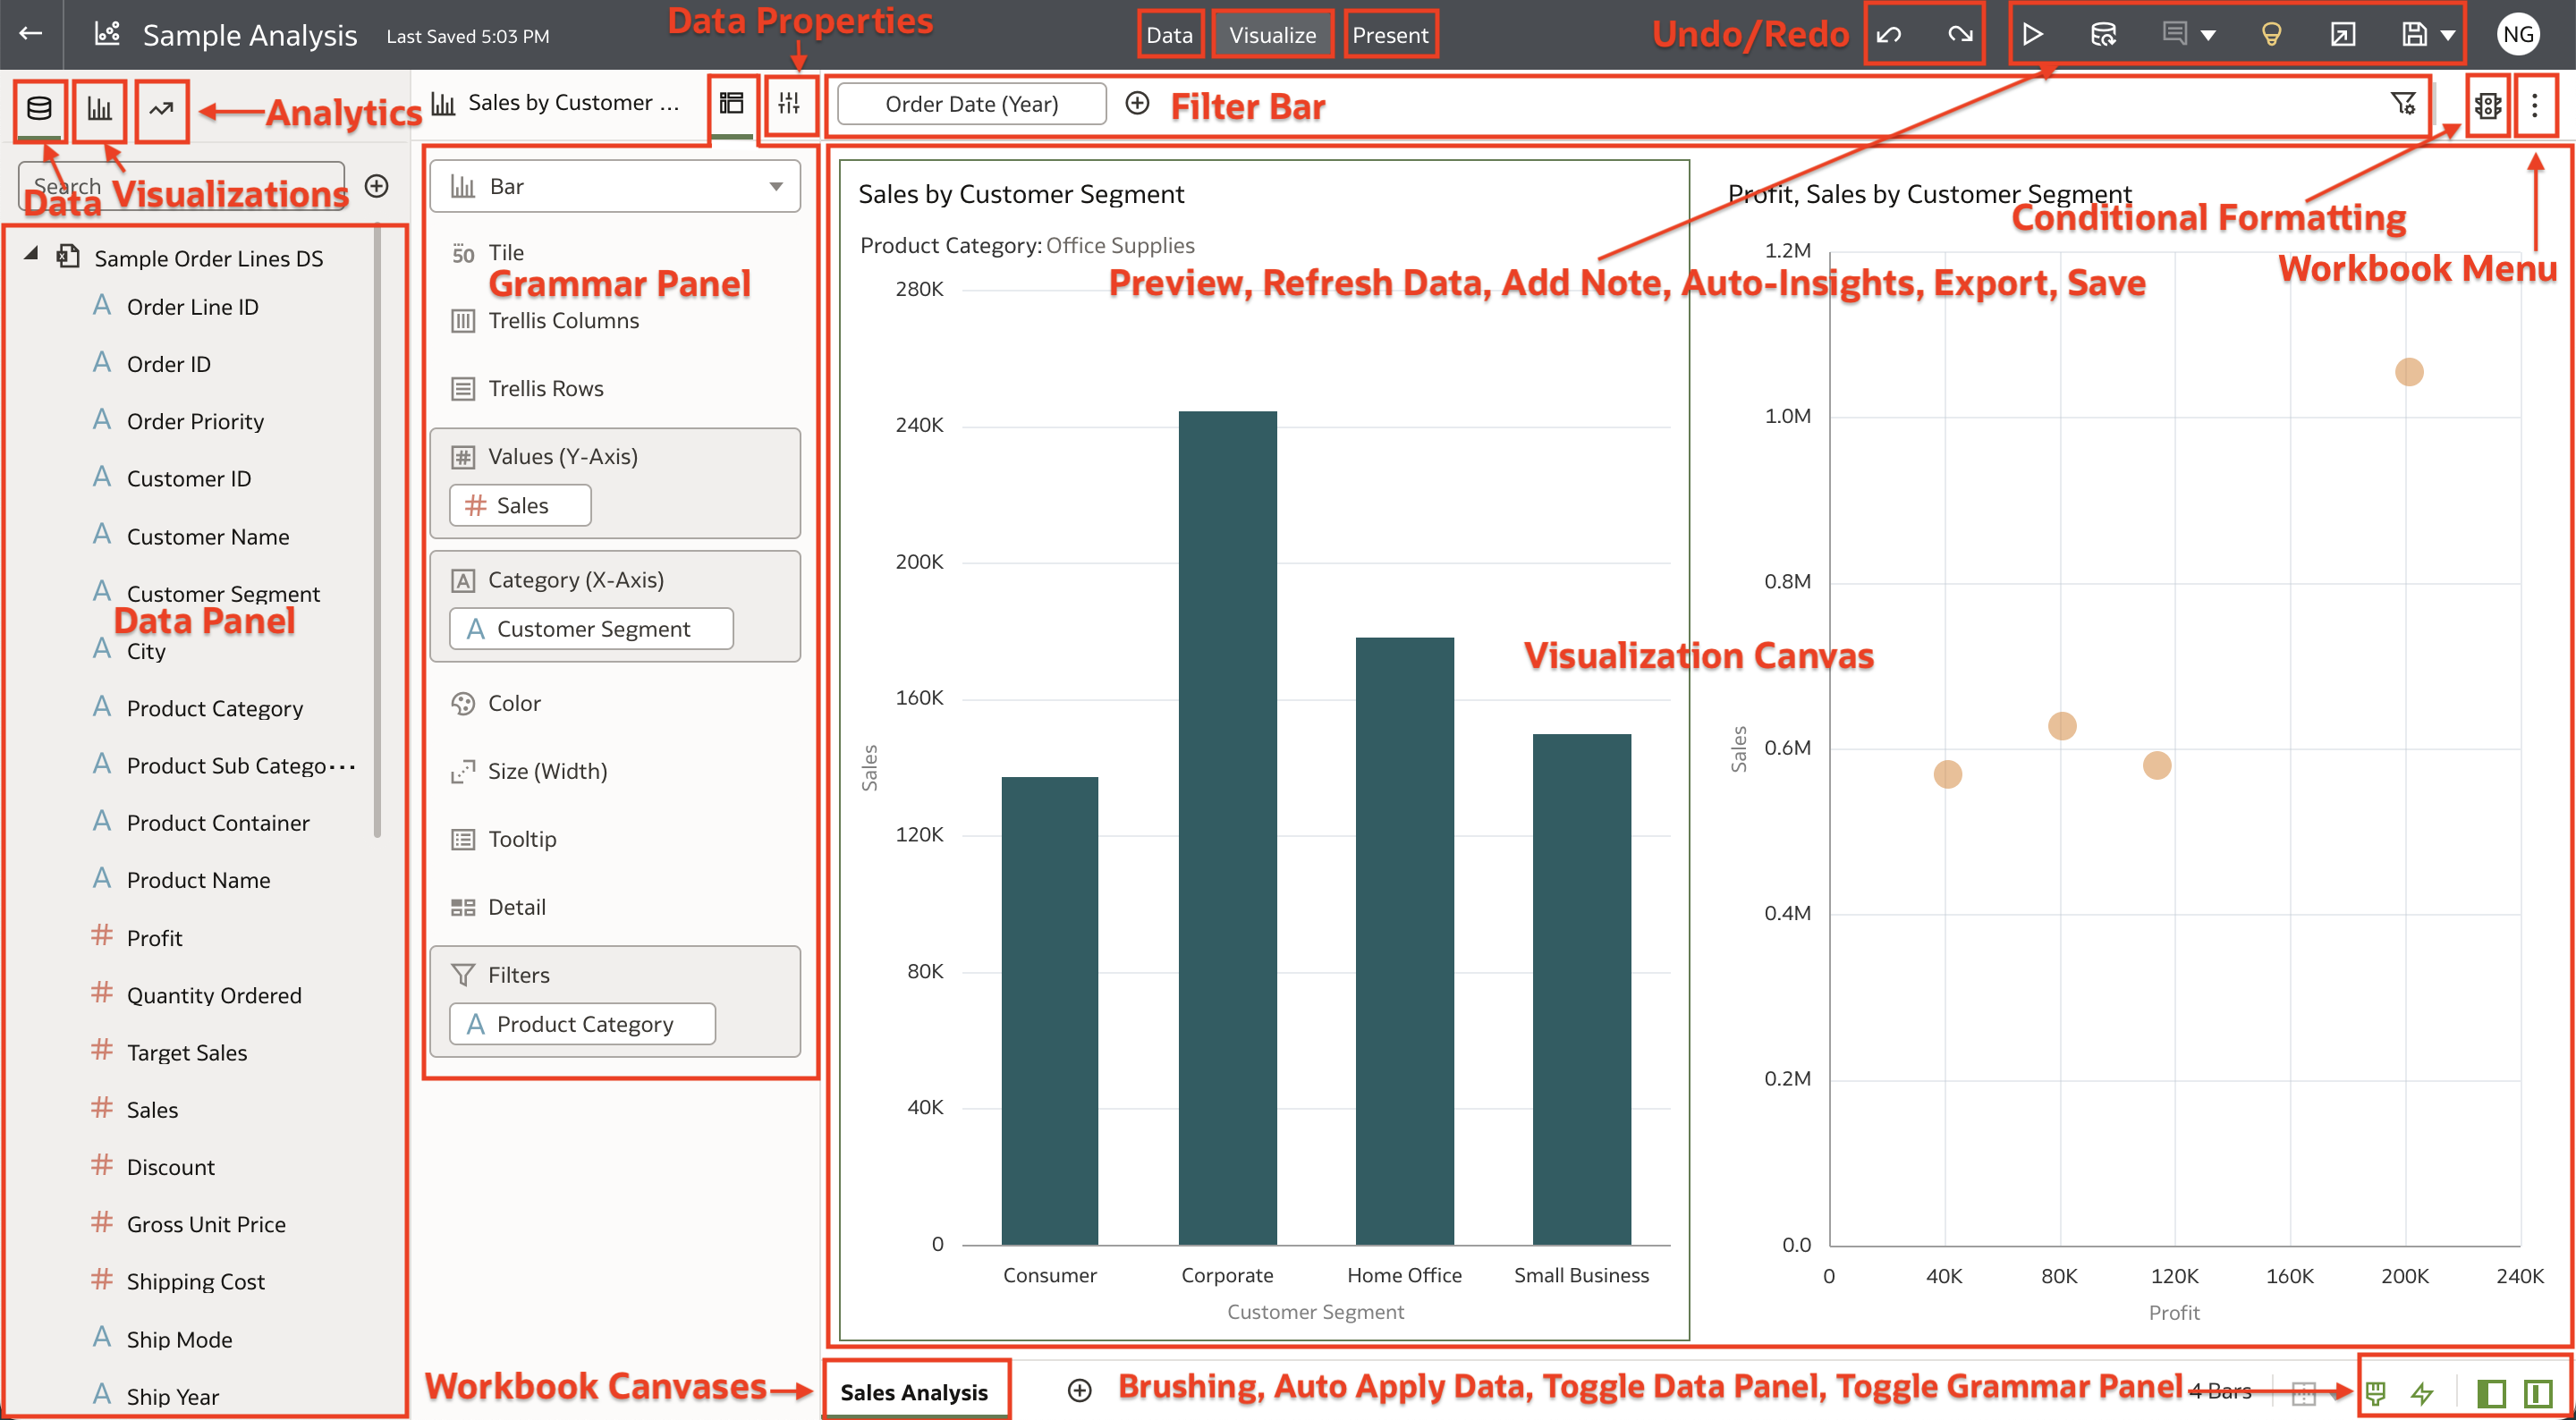 Sample Analysis
Last Saved 5:03 PM
Data Properties
Data
Visualize
Present
Undo/Redo
NG
Analytics
Sales by Customer ...
Order Date (Year)
Filter Bar
Search
Data
Visualizations
Conditional Formatting
Workbook Menu
Preview, Refresh Data, Add Note, Auto-Insights, Export, Save
Sample Order Lines DS
A Order Line ID
A Order ID
A Order Priority
A Customer ID
A Customer Name
A Customer Segment
Data Panel
A City
A Product Category
A Product Sub Catego...
A Product Container
A Product Name
# Profit
# Quantity Ordered
# Target Sales
# Sales
# Discount
# Gross Unit Price
# Shipping Cost
A Ship Mode
A Ship Year
Bar
50 Tile
Grammar Panel
Trellis Columns
Trellis Rows
# Values (Y-Axis)
# Sales
A Category (X-Axis)
A Customer Segment
Color
Size (Width)
Tooltip
Detail
Filters
A Product Category
Sales by Customer Segment
Product Category: Office Supplies
280K
240K
200K
160K
120K
80K
40K
0
Sales
Consumer
Corporate
Home Office
Small Business
Customer Segment
Visualization Canvas
Profit, Sales by Customer Segment
1.2M
1.0M
0.8M
0.6M
0.4M
0.2M
0.0
Sales
0
40K
80K
120K
160K
200K
240K
Profit
Workbook Canvases
Sales Analysis
Brushing, Auto Apply Data, Toggle Data Panel, Toggle Grammar Panel
4 Bars